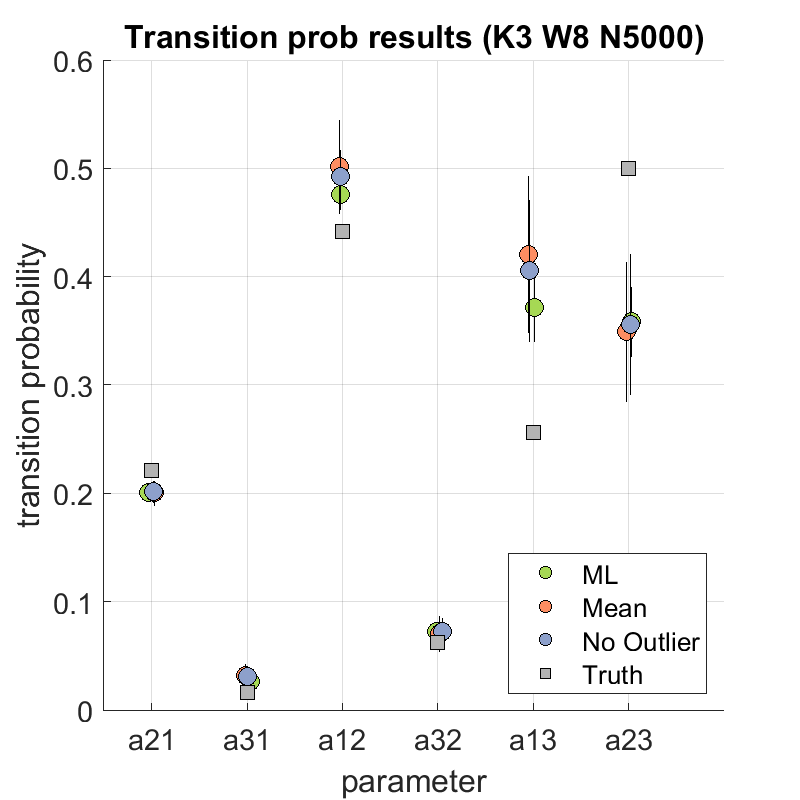 Transition prob results (K3 W8 N5000)
0.6
0.5
0.4
0.3
0.2
0.1
0
transition probability
a21 a31 a12 a32 a13 a23
parameter
ML
Mean
No Outlier
Truth